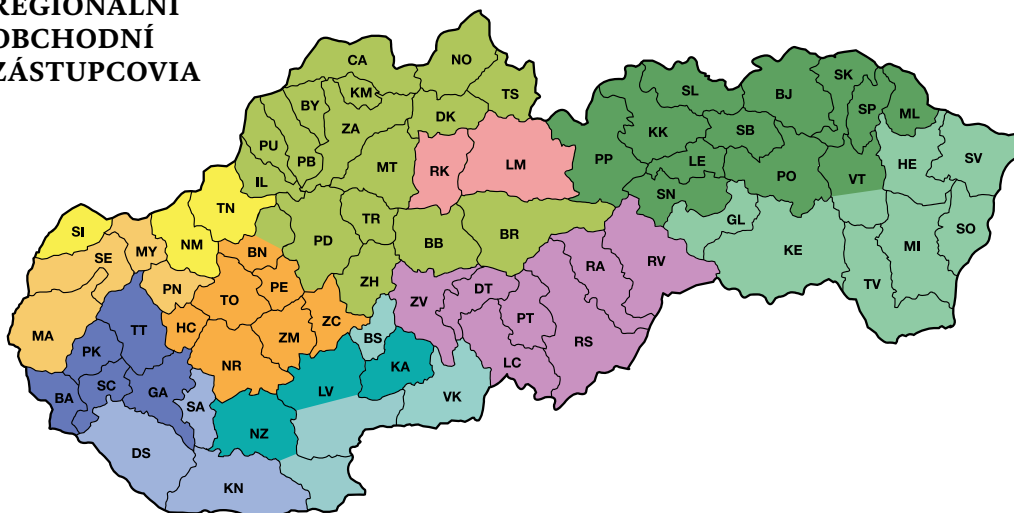 REGIONÁLNI
OBCHODNÍ
ZÁSTUPCOVIA
CA
NO
KM
TS
BY
DK
ZA
PU
PB
MT
IL
RK
LM
SL
BJ
SK
SP
ML
KK
SB
PP
LE
PO
VT
HE
SV
SN
GL
KE
MI
SO
TV
TN
SI
NM
MY
SE
PN
MA
BN
TO
PE
HC
ZM
ZC
NR
TR
PD
BB
BR
ZH
RA
RV
DT
ZV
PT
RS
LC
BS
KA
LV
VK
NZ
TT
PK
SC
BA
GA
SA
DS
KN